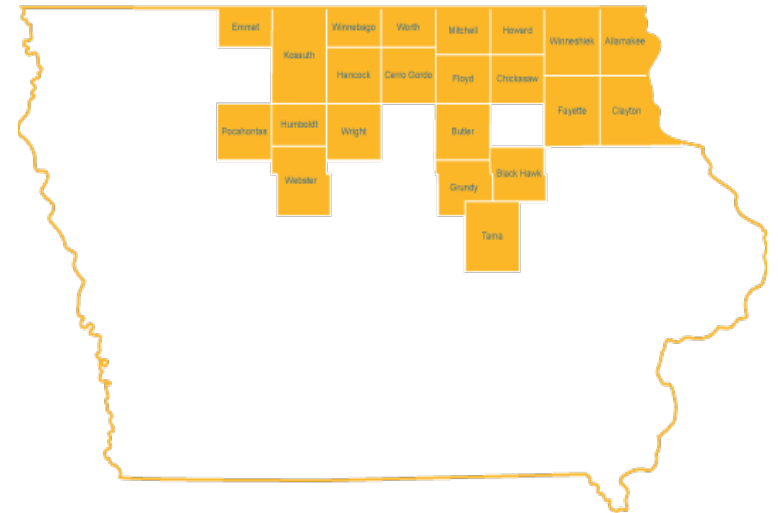 Emmet
Kossuth
Winnebago
Worth
Mitchell
Howard
Winneshiek
Allamakee
Hancock
Cerro Gordo
Floyd
Chickasaw
Fayette
Clayton
Pocahontas
Humboldt
Wright
Butler
Webster
Grundy
Black Hawk
Tama